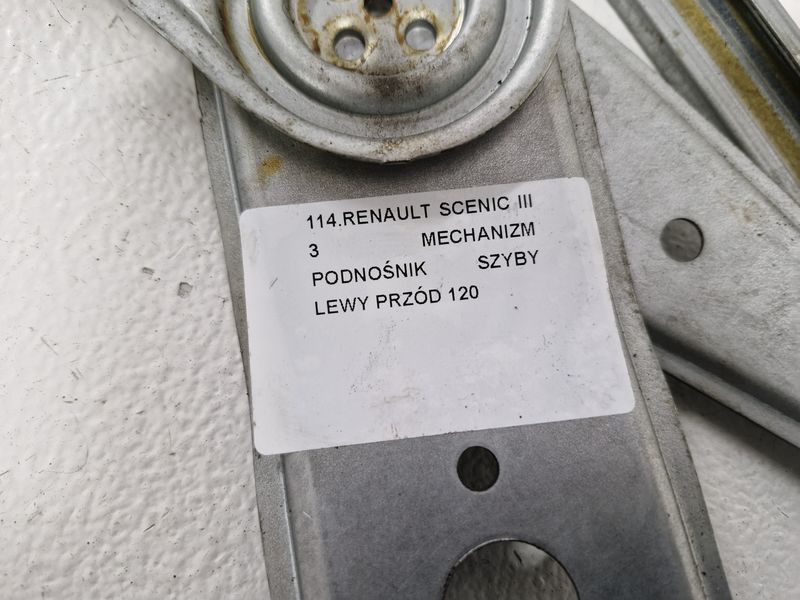 114.RENAULT SCENIC III
3 MECHANIZM
PODNOŚNIK SZYBY
LEWY PRZÓD 120